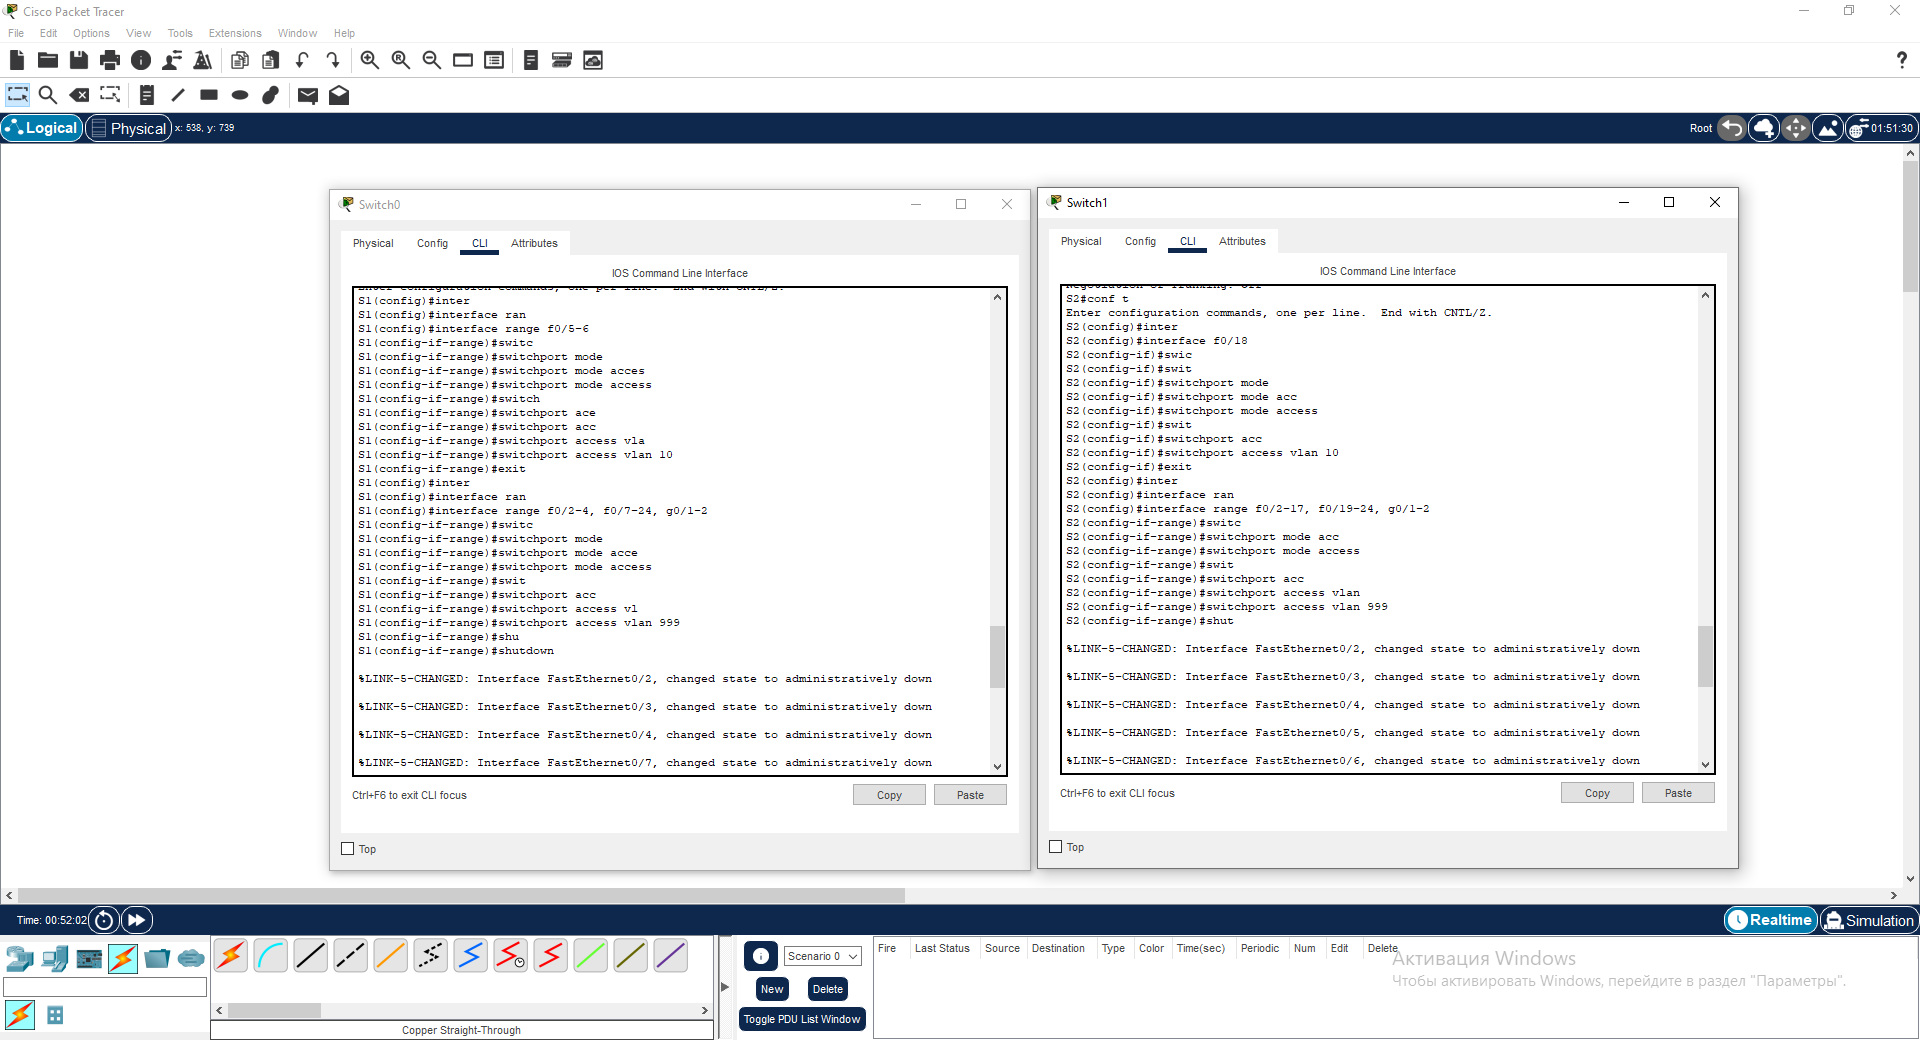 Cisco Packet Tracer
File Edit Options View Tools Extensions Window Help
Logical Physical x: 538, y: 739 Root 01:51:30
Switch0
Physical Config CLI Attributes
IOS Command Line Interface
Enter configuration commands, one per line. End with CNTL/Z.
S1(config)#inter
S1(config)#interface ran
S1(config)#interface range f0/5-6
S1(config-if-range)#switc
S1(config-if-range)#switchport mode
S1(config-if-range)#switchport mode acces
S1(config-if-range)#switchport mode access
S1(config-if-range)#switch
S1(config-if-range)#switchport ace
S1(config-if-range)#switchport acc
S1(config-if-range)#switchport access vla
S1(config-if-range)#switchport access vlan 10
S1(config-if-range)#exit
S1(config)#inter
S1(config)#interface ran
S1(config)#interface range f0/2-4, f0/7-24, g0/1-2
S1(config-if-range)#switc
S1(config-if-range)#switchport mode
S1(config-if-range)#switchport mode acce
S1(config-if-range)#switchport mode access
S1(config-if-range)#swit
S1(config-if-range)#switchport acc
S1(config-if-range)#switchport access vl
S1(config-if-range)#switchport access vlan 999
S1(config-if-range)#shu
S1(config-if-range)#shutdown
%LINK-5-CHANGED: Interface FastEthernet0/2, changed state to administratively down
%LINK-5-CHANGED: Interface FastEthernet0/3, changed state to administratively down
%LINK-5-CHANGED: Interface FastEthernet0/4, changed state to administratively down
%LINK-5-CHANGED: Interface FastEthernet0/7, changed state to administratively down
Ctrl+F6 to exit CLI focus Copy Paste
Top
Switch1
Physical Config CLI Attributes
IOS Command Line Interface
Negotiation of Trunking: Off
S2#conf t
Enter configuration commands, one per line. End with CNTL/Z.
S2(config)#inter
S2(config)#interface f0/18
S2(config-if)#swic
S2(config-if)#swit
S2(config-if)#switchport mode
S2(config-if)#switchport mode acc
S2(config-if)#switchport mode access
S2(config-if)#swit
S2(config-if)#switchport acc
S2(config-if)#switchport access vlan 10
S2(config-if)#exit
S2(config)#inter
S2(config)#interface ran
S2(config)#interface range f0/2-17, f0/19-24, g0/1-2
S2(config-if-range)#switc
S2(config-if-range)#switchport mode acc
S2(config-if-range)#switchport mode access
S2(config-if-range)#swit
S2(config-if-range)#switchport acc
S2(config-if-range)#switchport access vlan
S2(config-if-range)#switchport access vlan 999
S2(config-if-range)#shut
%LINK-5-CHANGED: Interface FastEthernet0/2, changed state to administratively down
%LINK-5-CHANGED: Interface FastEthernet0/3, changed state to administratively down
%LINK-5-CHANGED: Interface FastEthernet0/4, changed state to administratively down
%LINK-5-CHANGED: Interface FastEthernet0/5, changed state to administratively down
%LINK-5-CHANGED: Interface FastEthernet0/6, changed state to administratively down
Ctrl+F6 to exit CLI focus Copy Paste
Top
Time: 00:52:02 Realtime Simulation
Copper Straight-Through
Scenario 0
New Delete
Toggle PDU List Window
Fire Last Status Source Destination Type Color Time(sec) Periodic Num Edit Delete
Активация Windows
Чтобы активировать Windows, перейдите в раздел "Параметры".